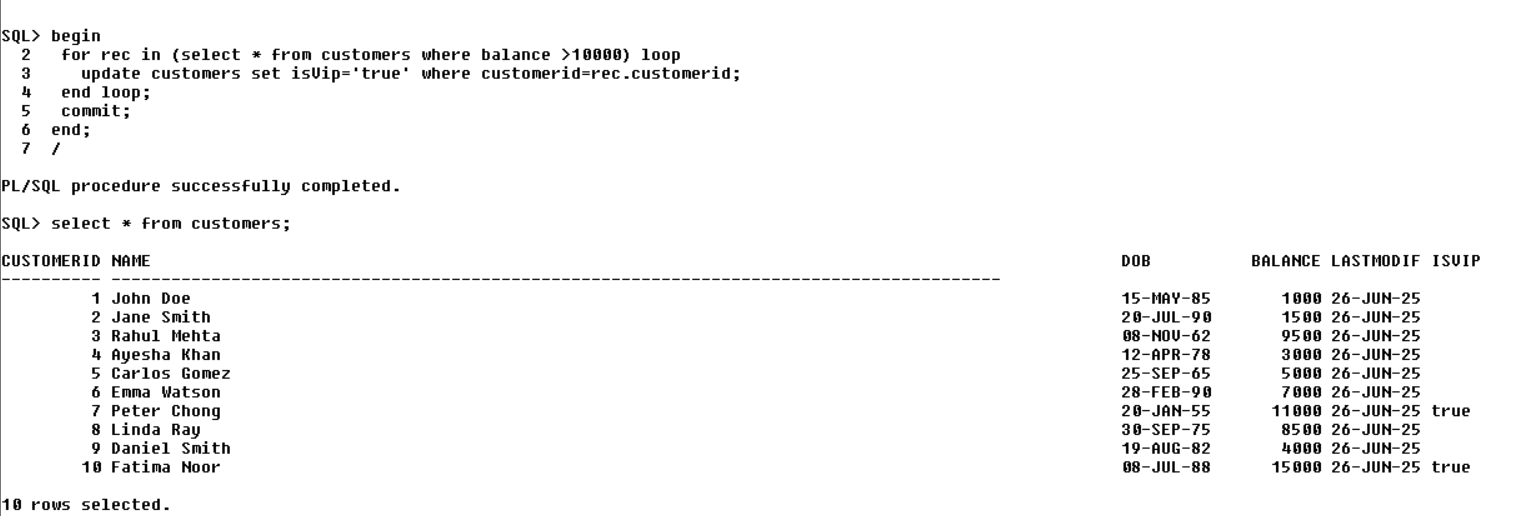 SQL> begin
  2   for rec in (select * from customers where balance >10000) loop
  3     update customers set isVip='true' where customerid=rec.customerid;
  4   end loop;
  5   commit;
  6  end;
  7  /
PL/SQL procedure successfully completed.
SQL> select * from customers;
CUSTOMERID NAME DOB BALANCE LASTMODIF ISVIP
---------- -----------------------------------------------------------------------------------------
1 John Doe 15-MAY-85 1000 26-JUN-25
2 Jane Smith 20-JUL-90 1500 26-JUN-25
3 Rahul Mehta 08-NOV-62 9500 26-JUN-25
4 Ayesha Khan 12-APR-78 3000 26-JUN-25
5 Carlos Gomez 25-SEP-65 5000 26-JUN-25
6 Emma Watson 28-FEB-90 7000 26-JUN-25
7 Peter Chong 20-JAN-55 11000 26-JUN-25 true
8 Linda Ray 30-SEP-75 8500 26-JUN-25
9 Daniel Smith 19-AUG-82 4000 26-JUN-25
10 Fatima Noor 08-JUL-88 15000 26-JUN-25 true
10 rows selected.